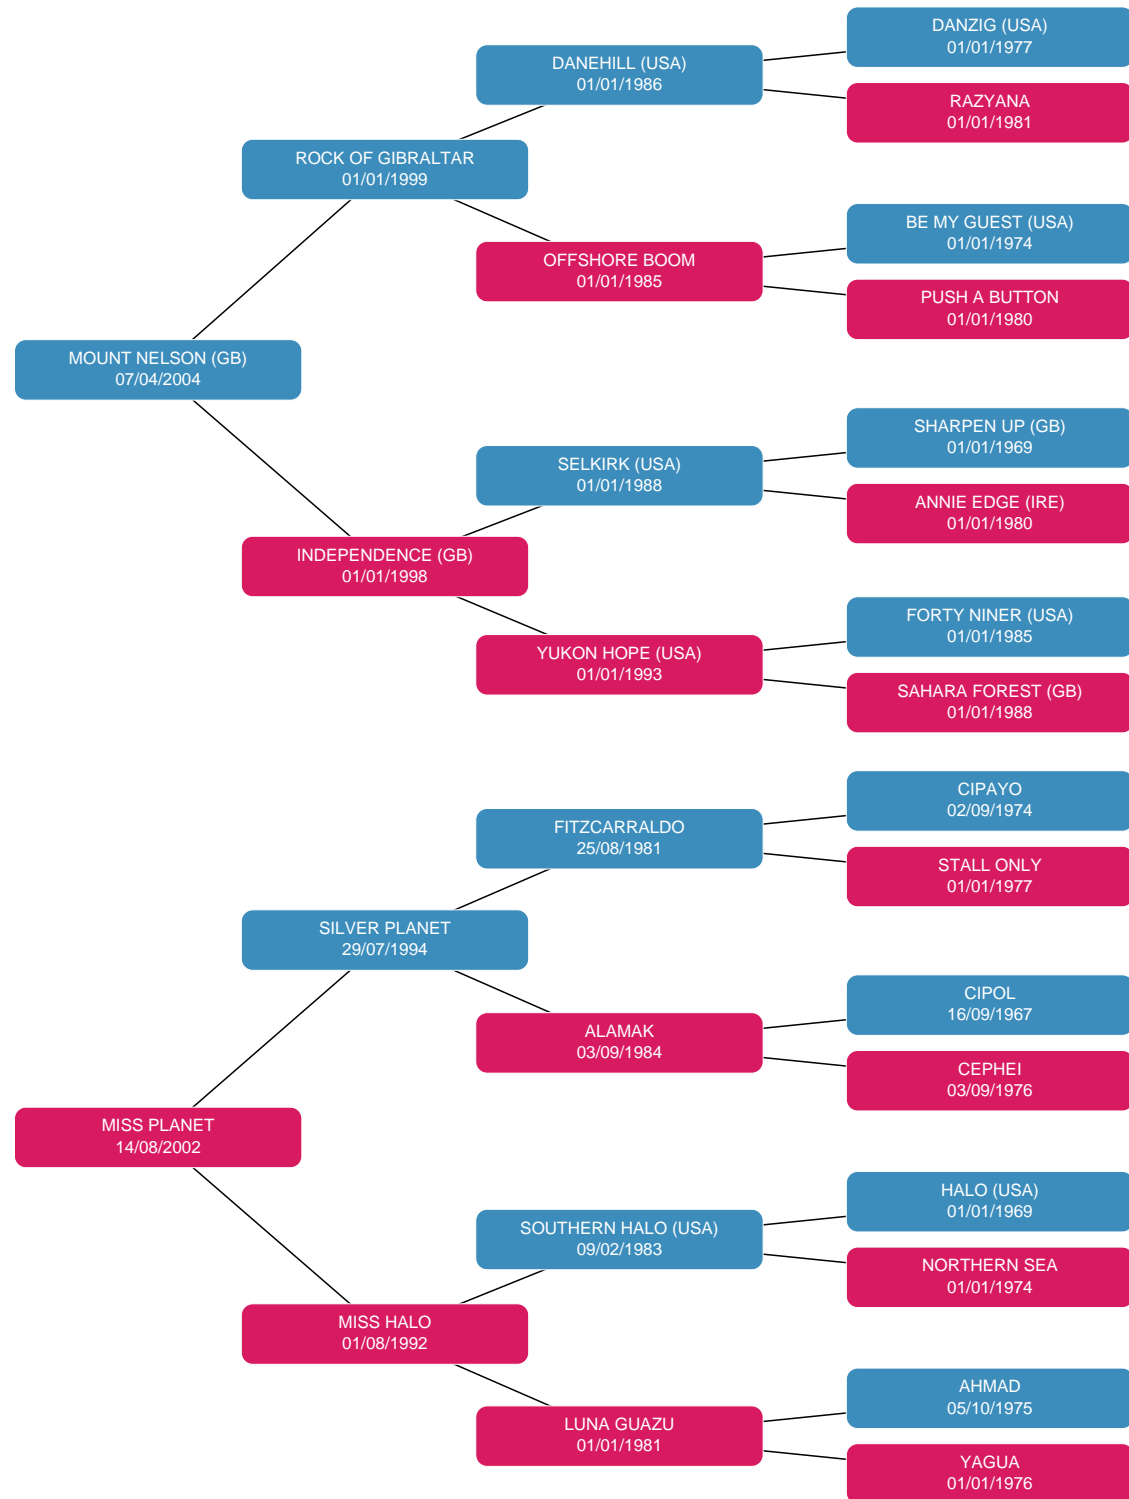 DANZIG (USA)
01/01/1977
DANEHILL (USA)
01/01/1986
RAZYANA
01/01/1981
ROCK OF GIBRALTAR
01/01/1999
BE MY GUEST (USA)
01/01/1974
OFFSHORE BOOM
01/01/1985
PUSH A BUTTON
01/01/1980
MOUNT NELSON (GB)
07/04/2004
SHARPEN UP (GB)
01/01/1969
SELKIRK (USA)
01/01/1988
ANNIE EDGE (IRE)
01/01/1980
INDEPENDENCE (GB)
01/01/1998
FORTY NINER (USA)
01/01/1985
YUKON HOPE (USA)
01/01/1993
SAHARA FOREST (GB)
01/01/1988
CIPAYO
02/09/1974
FITZCARRALDO
25/08/1981
STALL ONLY
01/01/1977
SILVER PLANET
29/07/1994
CIPOL
16/09/1967
ALAMAK
03/09/1984
CEPHEI
03/09/1976
MISS PLANET
14/08/2002
HALO (USA)
01/01/1969
SOUTHERN HALO (USA)
09/02/1983
NORTHERN SEA
01/01/1974
MISS HALO
01/08/1992
AHMAD
05/10/1975
LUNA GUAZU
01/01/1981
YAGUA
01/01/1976